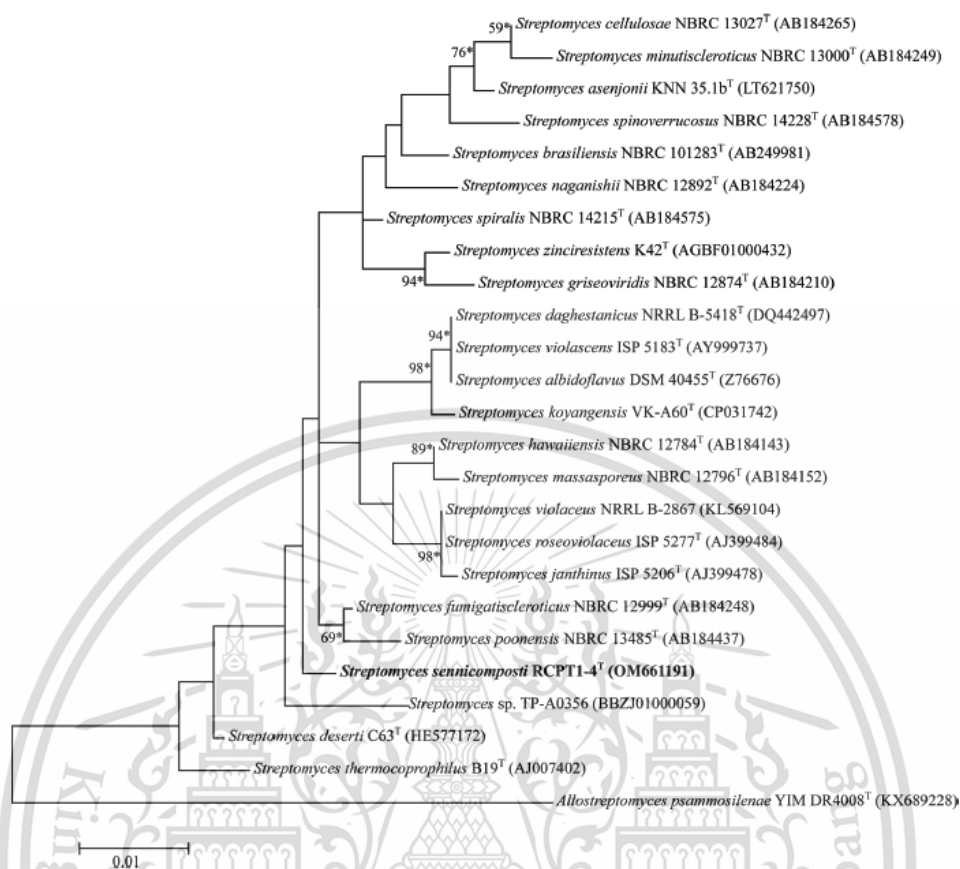 59* Streptomyces cellulosae NBRC 13027ᵀ (AB184265)
76* Streptomyces minutiscleroticus NBRC 13000ᵀ (AB184249)
Streptomyces asenjonii KNN 35.1bᵀ (LT621750)
Streptomyces spinoverrucosus NBRC 14228ᵀ (AB184578)
Streptomyces brasiliensis NBRC 101283ᵀ (AB249981)
Streptomyces naganishii NBRC 12892ᵀ (AB184224)
Streptomyces spiralis NBRC 14215ᵀ (AB184575)
Streptomyces zinciresistens K42ᵀ (AGBF01000432)
94* Streptomyces griseoviridis NBRC 12874ᵀ (AB184210)
Streptomyces daghestanicus NRRL B-5418ᵀ (DQ442497)
94* Streptomyces violascens ISP 5183ᵀ (AY999737)
98* Streptomyces albidoflavus DSM 40455ᵀ (Z76676)
Streptomyces koyangensis VK-A60ᵀ (CP031742)
89* Streptomyces hawaiiensis NBRC 12784ᵀ (AB184143)
Streptomyces massasporeus NBRC 12796ᵀ (AB184152)
Streptomyces violaceus NRRL B-2867 (KL569104)
Streptomyces roseoviolaceus ISP 5277ᵀ (AJ399484)
98* Streptomyces janthinus ISP 5206ᵀ (AJ399478)
Streptomyces fumigatiscleroticus NBRC 12999ᵀ (AB184248)
69* Streptomyces poonensis NBRC 13485ᵀ (AB184437)
Streptomyces sennicomposti RCPT1-4ᵀ (OM661191)
Streptomyces sp. TP-A0356 (BBZJ01000059)
Streptomyces deserti C63ᵀ (HE577172)
Streptomyces thermocoprophilus B19ᵀ (AJ007402)
Allostreptomyces psammosilenae YIM DR4008ᵀ (KX689228)
0.01